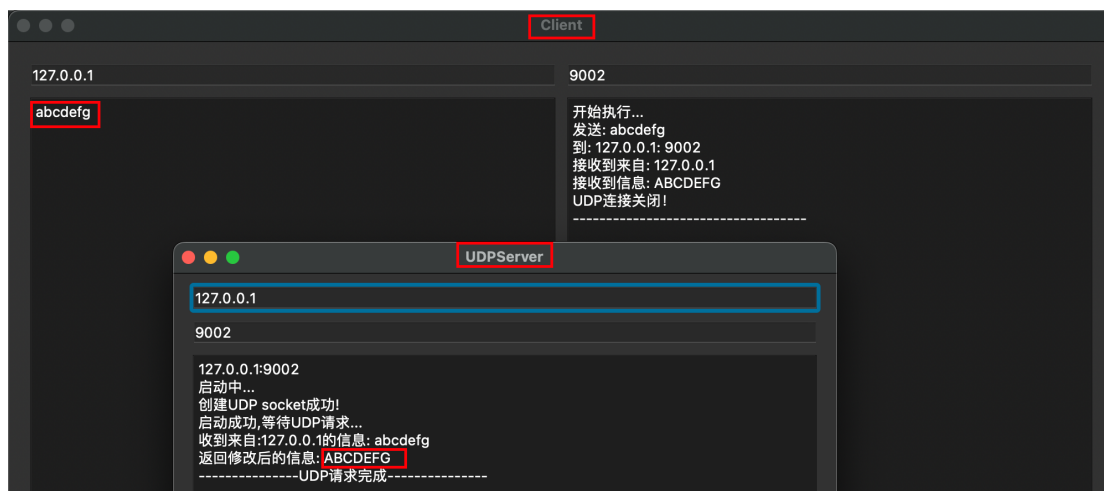 Client
127.0.0.1
9002
abcdefg
开始执行...
发送: abcdefg
到: 127.0.0.1: 9002
接收到来自: 127.0.0.1
接收到信息: ABCDEFG
UDP连接关闭!
-----------------------------------
UDPServer
127.0.0.1
9002
127.0.0.1:9002
启动中...
创建UDP socket成功!
启动成功,等待UDP请求...
收到来自:127.0.0.1的信息: abcdefg
返回修改后的信息: ABCDEFG
---------------UDP请求完成---------------